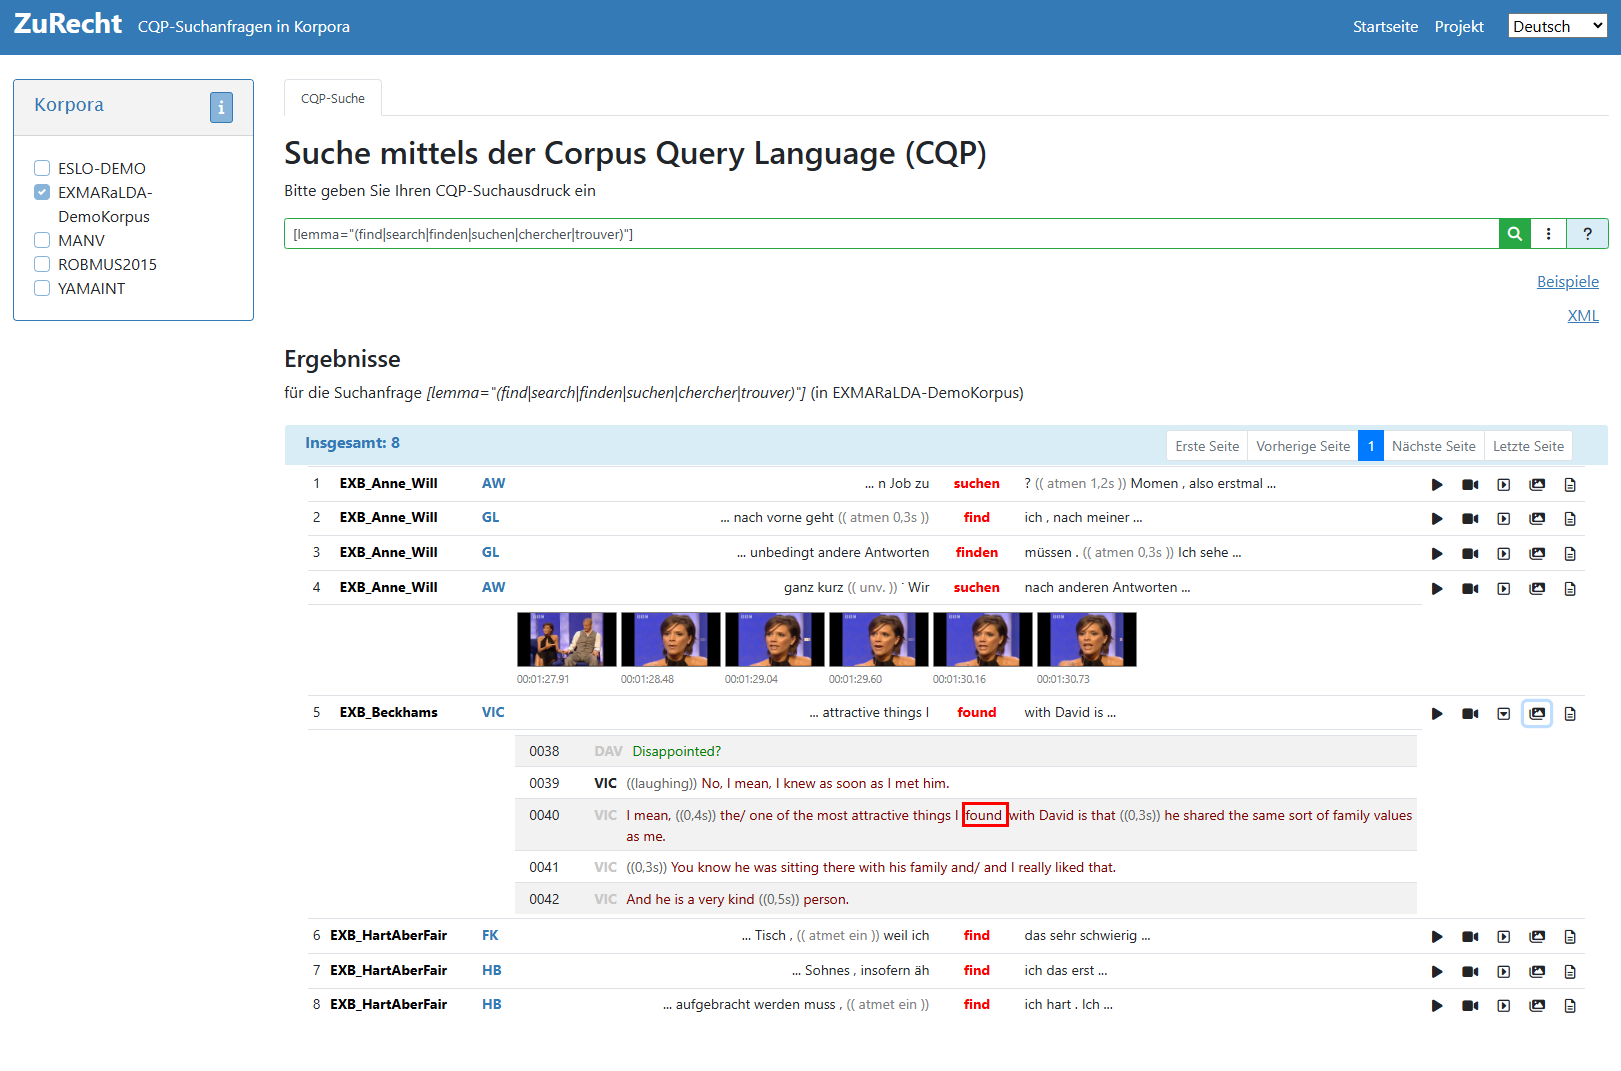 ZuRecht CQP-Suchanfragen in Korpora Startseite Projekt Deutsch
Korpora i
ESLO-DEMO
EXMARaLDA-
DemoKorpus
MANV
ROBMUS2015
YAMAINT
CQP-Suche
Suche mittels der Corpus Query Language (CQP)
Bitte geben Sie Ihren CQP-Suchausdruck ein
[lemma="(find|search|finden|suchen|chercher|trouver)"] ?
Beispiele
XML
Ergebnisse
für die Suchanfrage [lemma="(find|search|finden|suchen|chercher|trouver)"] (in EXMARaLDA-DemoKorpus)
Insgesamt: 8 Erste Seite Vorherige Seite 1 Nächste Seite Letzte Seite
1 EXB_Anne_Will AW ... n Job zu suchen ? (( atmen 1,2s )) Momen , also erstmal ...
2 EXB_Anne_Will GL ... nach vorne geht (( atmen 0,3s )) find ich , nach meiner ...
3 EXB_Anne_Will GL ... unbedingt andere Antworten finden müssen . (( atmen 0,3s )) Ich sehe ...
4 EXB_Anne_Will AW ganz kurz (( unv. )) ˙ Wir suchen nach anderen Antworten ...
00:01:27.91 00:01:28.48 00:01:29.04 00:01:29.60 00:01:30.16 00:01:30.73
5 EXB_Beckhams VIC ... attractive things I found with David is ...
0038 DAV Disappointed?
0039 VIC ((laughing)) No, I mean, I knew as soon as I met him.
0040 VIC I mean, ((0,4s)) the/ one of the most attractive things I found with David is that ((0,3s)) he shared the same sort of family values
as me.
0041 VIC ((0,3s)) You know he was sitting there with his family and/ and I really liked that.
0042 VIC And he is a very kind ((0,5s)) person.
6 EXB_HartAberFair FK ... Tisch , (( atmet ein )) weil ich find das sehr schwierig ...
7 EXB_HartAberFair HB ... Sohnes , insofern äh find ich das erst ...
8 EXB_HartAberFair HB ... aufgebracht werden muss , (( atmet ein )) find ich hart . Ich ...